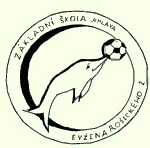 ZÁKLADNÍ ŠKOLA JIHLAVA
EVŽENA ROŠICKÉHO 2